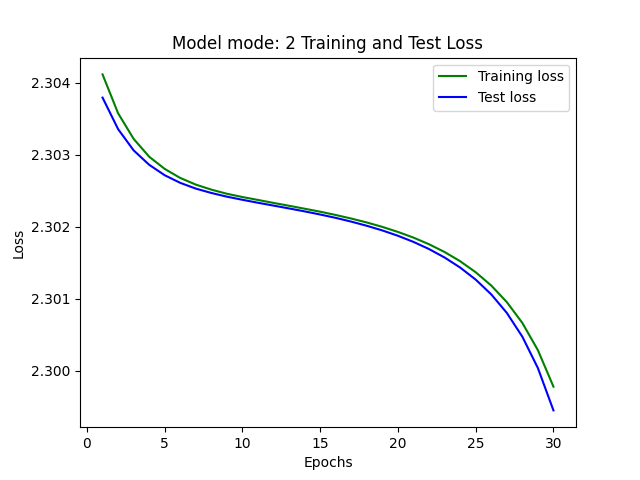 Model mode: 2 Training and Test Loss
Training loss
Test loss
2.304
2.303
2.302
2.301
2.300
Loss
0
5
10
15
20
25
30
Epochs